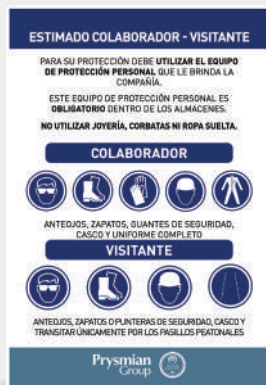 ESTIMADO COLABORADOR - VISITANTE
PARA SU PROTECCIÓN DEBE UTILIZAR EL EQUIPO
DE PROTECCIÓN PERSONAL QUE LE BRINDA LA
COMPAÑÍA.
ESTE EQUIPO DE PROTECCIÓN PERSONAL ES
OBLIGATORIO DENTRO DE LOS ALMACENES.
NO UTILIZAR JOYERÍA, CORBATAS NI ROPA SUELTA.
COLABORADOR
ANTEOJOS, ZAPATOS, GUANTES DE SEGURIDAD,
CASCO Y UNIFORME COMPLETO
VISITANTE
ANTEOJOS, ZAPATOS O PUNTERAS DE SEGURIDAD, CASCO Y
TRANSITAR ÚNICAMENTE POR LOS PASILLOS PEATONALES
Prysmian
Group